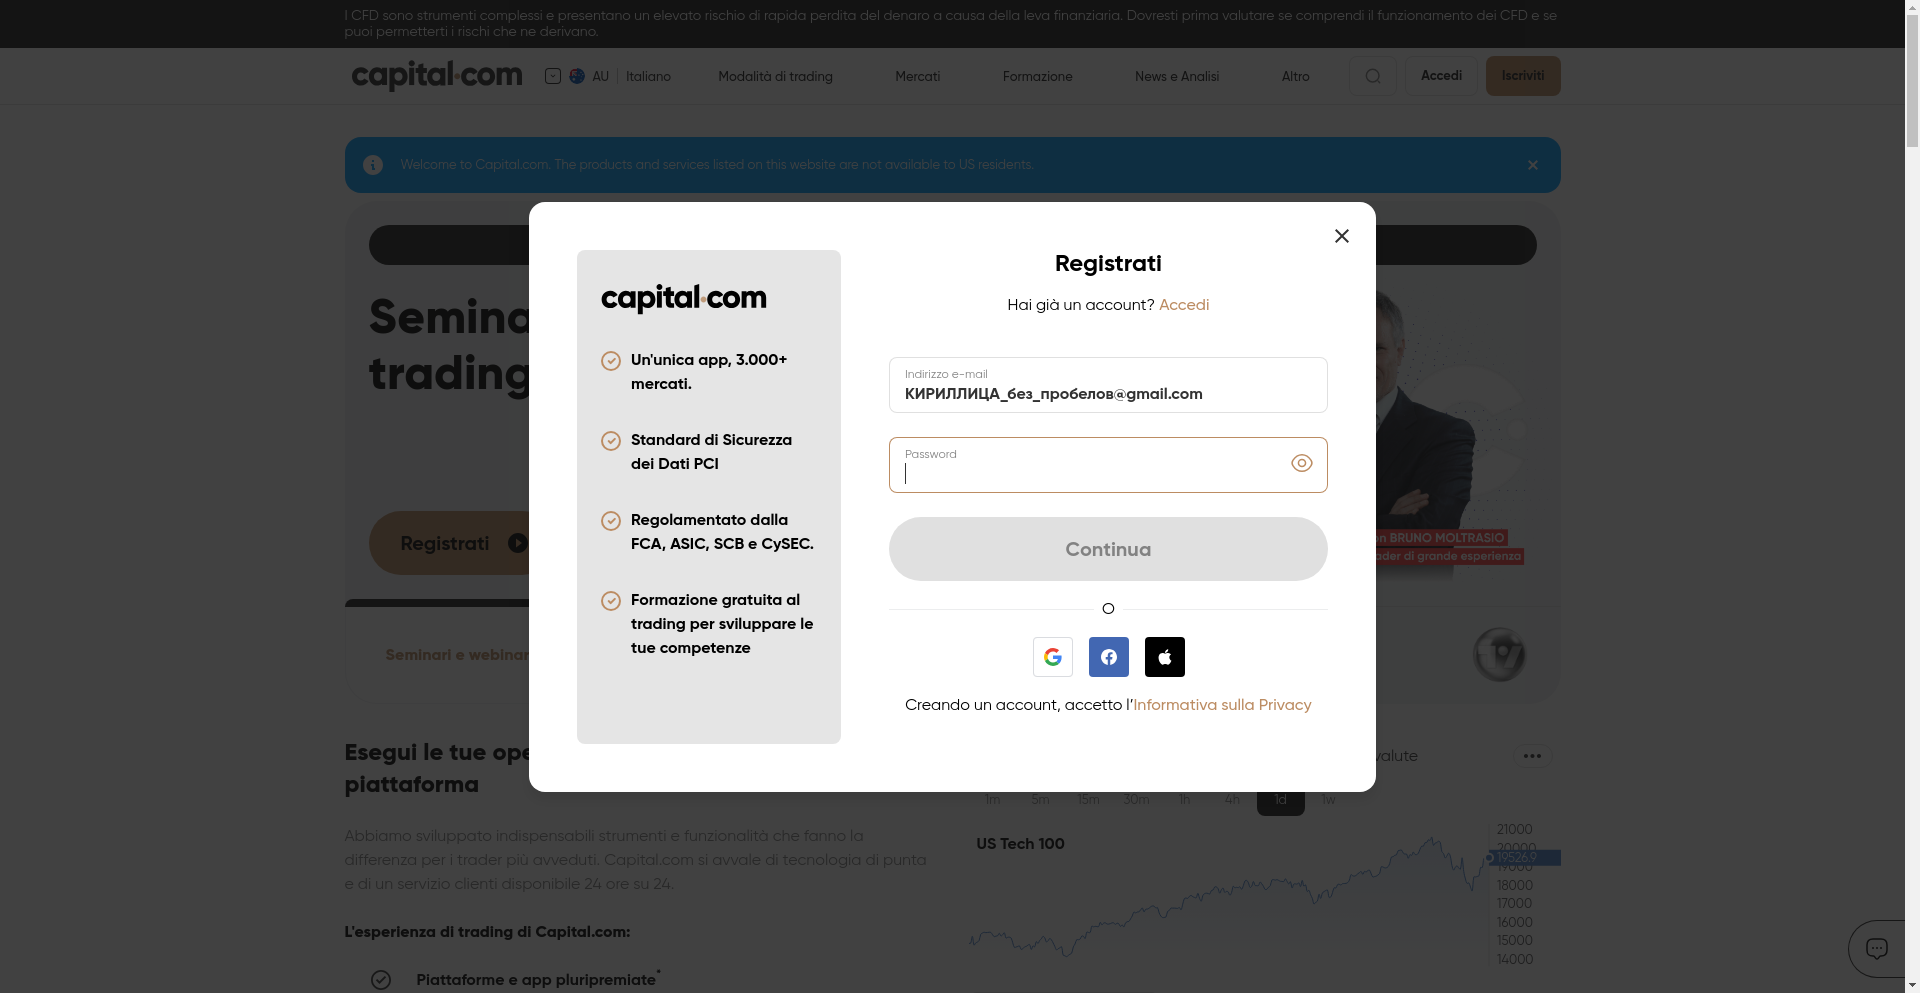 I CFD sono strumenti complessi e presentano un elevato rischio di rapida perdita del denaro a causa della leva finanziaria. Dovresti prima valutare se comprendi il funzionamento dei CFD e se
puoi permetterti i rischi che ne derivano.
capital.com
AU Italiano
Modalità di trading
Mercati
Formazione
News e Analisi
Altro
Accedi
Iscriviti
Welcome to Capital.com. The products and services listed on this website are not available to US residents.
trading
Registrati
con BRUNO MOLTRASIO
di grande esperienza
Seminari e webinar
capital.com
Un'unica app, 3.000+
mercati.
Standard di Sicurezza
dei Dati PCI
Regolamentato dalla
FCA, ASIC, SCB e CySEC.
Formazione gratuita al
trading per sviluppare le
tue competenze
Registrati
Hai già un account? Accedi
Indirizzo e-mail
КИРИЛЛИЦА_без_пробелов@gmail.com
Password
Continua
O
Creando un account, accetto l'Informativa sulla Privacy
Esegui le tue
piattaforma
Abbiamo sviluppato indispensabili strumenti e funzionalità che fanno la
differenza per i trader più avveduti. Capital.com si avvale di tecnologia di punta
e di un servizio clienti disponibile 24 ore su 24.
L'esperienza di trading di Capital.com:
Piattaforme e app pluripremiate*
valute
1m 5m 15m 30m 1h 4h 1d 1w
US Tech 100
21000
20000
19526.9
19000
18000
17000
16000
15000
14000